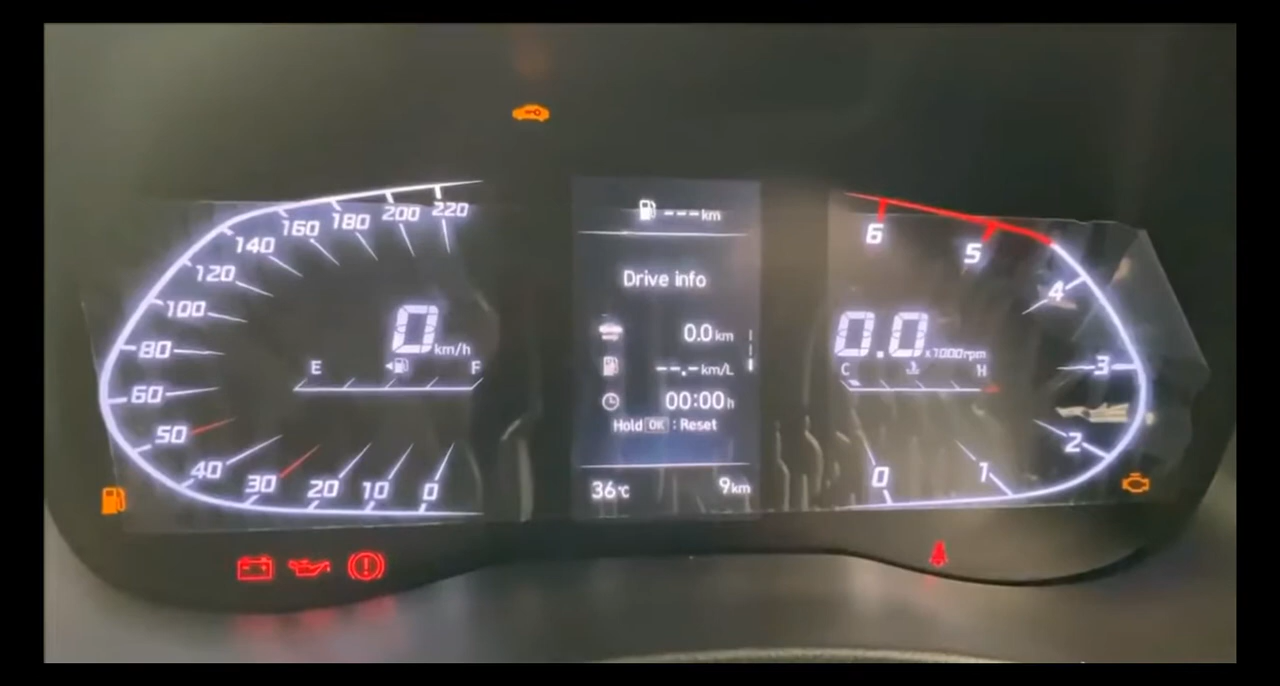 220
200
180
160
140
120
100
80
60
50
40
30
20
10
0
0 km/h
E F
--- km
Drive info
0.0 km
--.- km/L
00:00 h
Hold OK : Reset
36°C 9 km
6
5
4
3
2
1
0
0.0 x1000rpm
C H